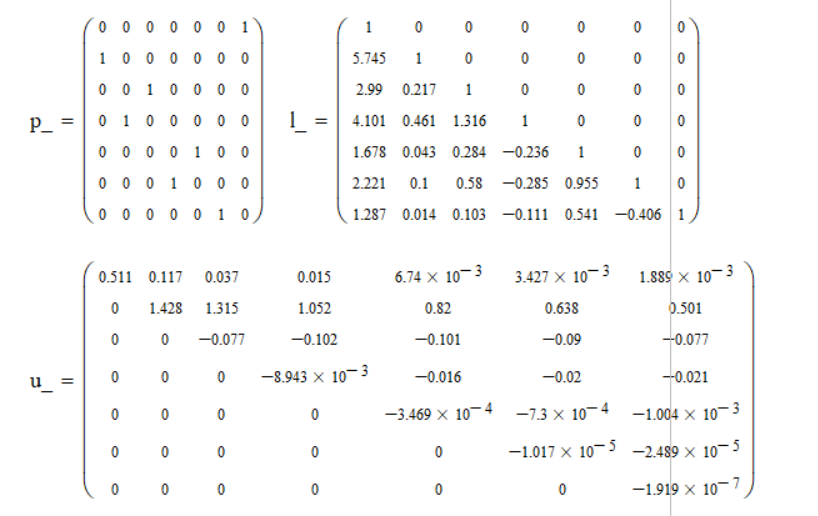 0 0 0 0 0 0 1 1 0 0 0 0 0 0
1 0 0 0 0 0 0 5.745 1 0 0 0 0 0
0 0 1 0 0 0 0 2.99 0.217 1 0 0 0 0
p_ = 0 1 0 0 0 0 0 l_ = 4.101 0.461 1.316 1 0 0 0
0 0 0 0 1 0 0 1.678 0.043 0.284 −0.236 1 0 0
0 0 0 1 0 0 0 2.221 0.1 0.58 −0.285 0.955 1 0
0 0 0 0 0 1 0 1.287 0.014 0.103 −0.111 0.541 −0.406 1
0.511 0.117 0.037 0.015 6.74 × 10⁻³ 3.427 × 10⁻³ 1.889 × 10⁻³
0 1.428 1.315 1.052 0.82 0.638 0.501
0 0 −0.077 −0.102 −0.101 −0.09 −0.077
u_ = 0 0 0 −8.943 × 10⁻³ −0.016 −0.02 −0.021
0 0 0 0 −3.469 × 10⁻⁴ −7.3 × 10⁻⁴ −1.004 × 10⁻³
0 0 0 0 0 −1.017 × 10⁻⁵ −2.489 × 10⁻⁵
0 0 0 0 0 0 −1.919 × 10⁻⁷